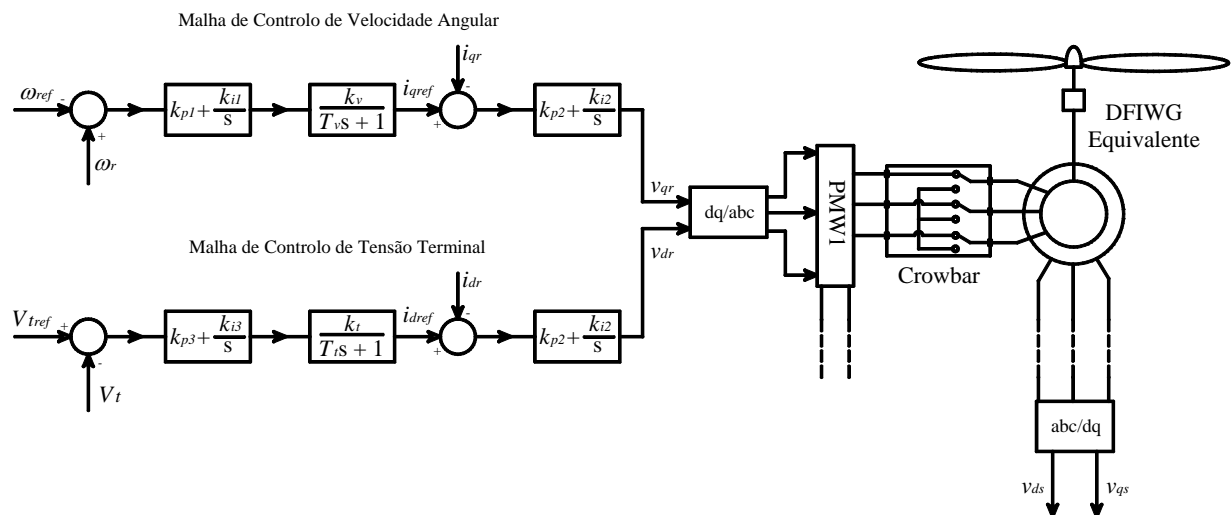 Malha de Controlo de Velocidade Angular
ωref
-
+
ωr
kp1+ ki1/s
kv/Tvs + 1
iqref
iqr
-
+
kp2+ ki2/s
vqr
Malha de Controlo de Tensão Terminal
Vtref
+
-
Vt
kp3+ ki3/s
kt/Tts + 1
idref
idr
-
+
kp2+ ki2/s
vdr
dq/abc
PMW1
Crowbar
DFIWG
Equivalente
abc/dq
vds
vqs